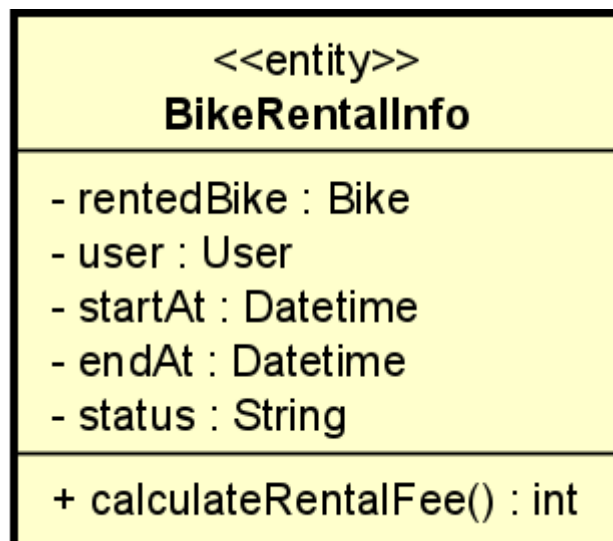 <<entity>>
BikeRentalInfo
- rentedBike : Bike
- user : User
- startAt : Datetime
- endAt : Datetime
- status : String
+ calculateRentalFee() : int